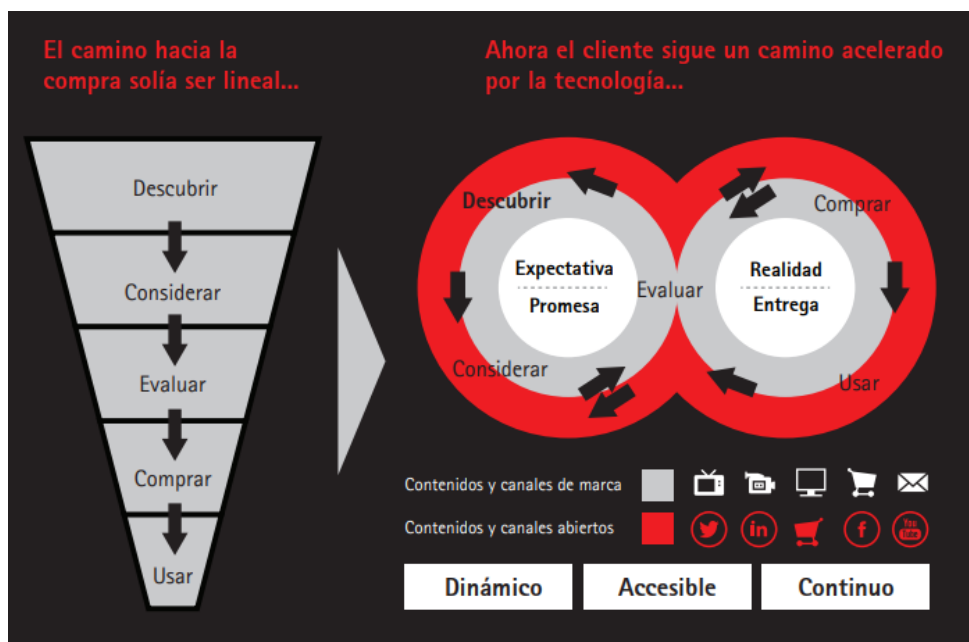 El camino hacia la
compra solía ser lineal...
Descubrir
Considerar
Evaluar
Comprar
Usar
Ahora el cliente sigue un camino acelerado
por la tecnología...
Descubrir
Considerar
Expectativa
Promesa
Evaluar
Realidad
Entrega
Comprar
Usar
Contenidos y canales de marca
Contenidos y canales abiertos
in
f
You
Tube
Dinámico
Accesible
Continuo